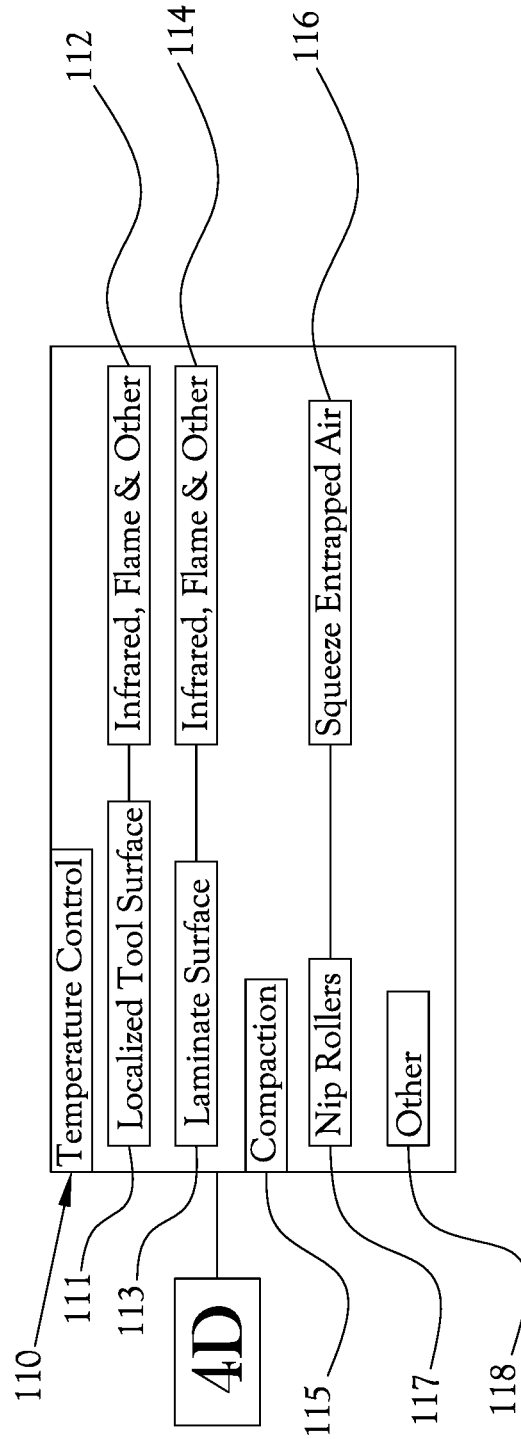 110
Temperature Control
111
Localized Tool Surface
Infrared, Flame & Other
112
113
Laminate Surface
Infrared, Flame & Other
114
4D
115
Compaction
117
Nip Rollers
Squeeze Entrapped Air
116
118
Other